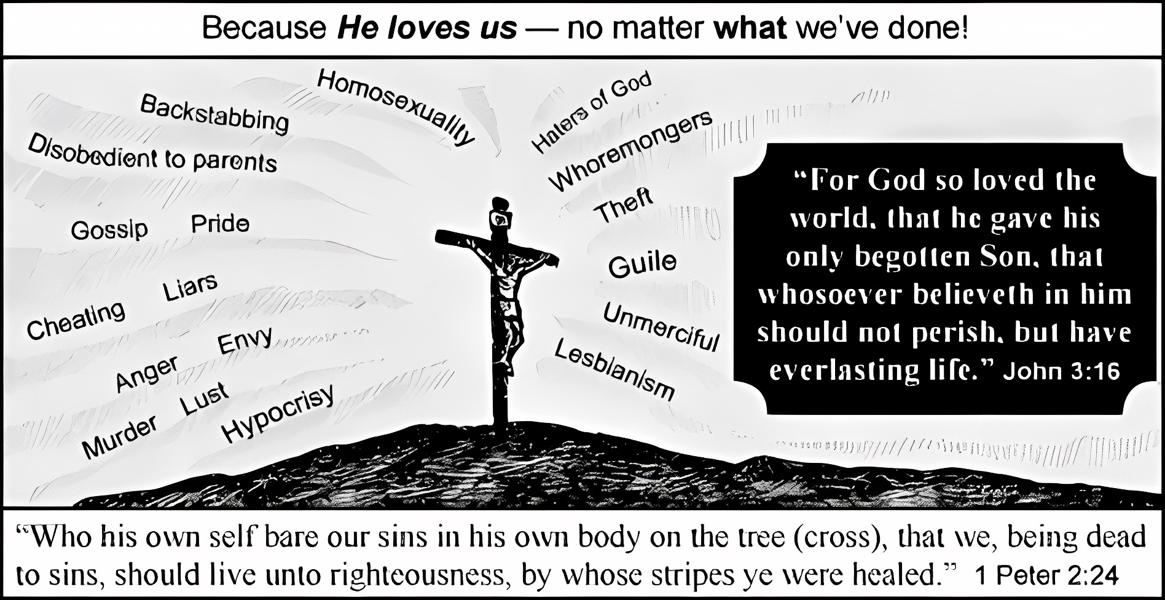 Because He loves us — no matter what we've done!
Homosexuality
Haters of God
Backstabbing
Whoremongers
Disobedient to parents
Theft
Gossip
Pride
Guile
Liars
Cheating
Unmerciful
Envy
Lesbianism
Anger
Lust
Murder
Hypocrisy
“For God so loved the
world, that he gave his
only begotten Son, that
whosoever believeth in him
should not perish, but have
everlasting life.” John 3:16
“Who his own self bare our sins in his own body on the tree (cross), that we, being dead
to sins, should live unto righteousness, by whose stripes ye were healed.” 1 Peter 2:24